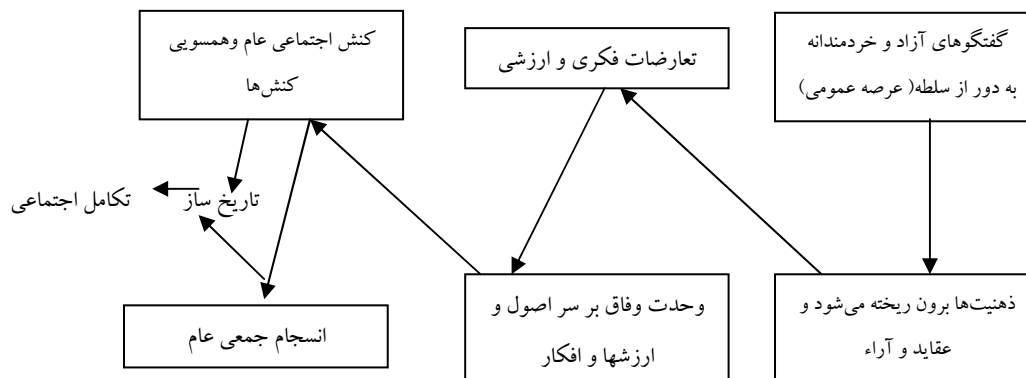 گفتگوهای آزاد و خردمندانه
به دور از سلطه( عرصه عمومی)
تعارضات فکری و ارزشی
کنش اجتماعی عام وهمسویی
کنش‌ها
تاریخ ساز
تکامل اجتماعی
ذهنیت‌ها برون ریخته می‌شود و
عقاید و آراء
وحدت وفاق بر سر اصول و
ارزشها و افکار
انسجام جمعی عام